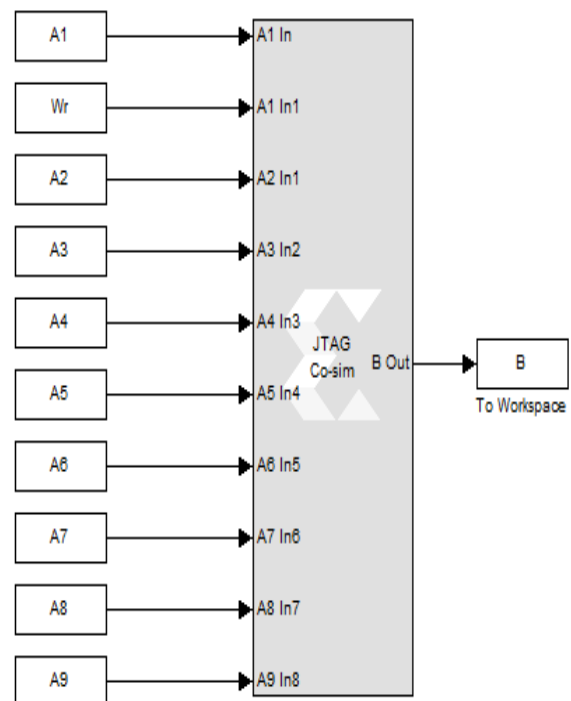 A1
A1 In
Wr
A1 In1
A2
A2 In1
A3
A3 In2
A4
A4 In3
JTAG
Co-sim
B Out
B
To Workspace
A5
A5 In4
A6
A6 In5
A7
A7 In6
A8
A8 In7
A9
A9 In8